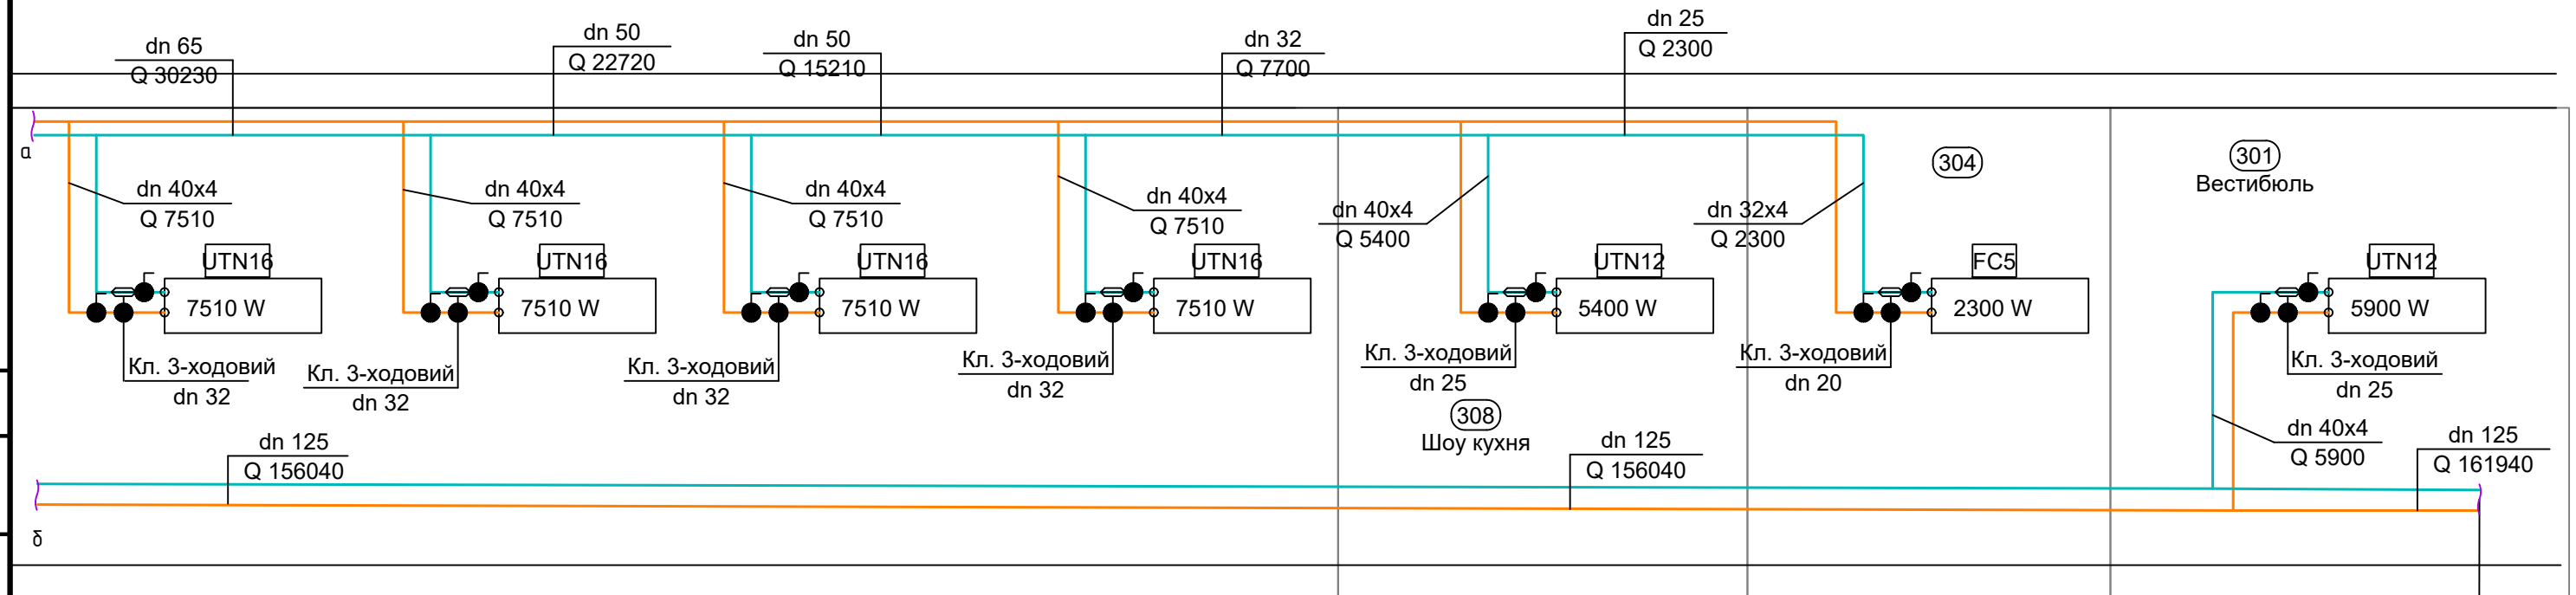 dn 65
Q 30230
dn 50
Q 22720
dn 50
Q 15210
dn 32
Q 7700
dn 25
Q 2300
а
dn 40x4
Q 7510
dn 40x4
Q 7510
dn 40x4
Q 7510
dn 40x4
Q 7510
dn 40x4
Q 5400
dn 32x4
Q 2300
304
301
Вестибюль
UTN16
7510 W
UTN16
7510 W
UTN16
7510 W
UTN16
7510 W
UTN12
5400 W
FC5
2300 W
UTN12
5900 W
Кл. 3-ходовий
dn 32
Кл. 3-ходовий
dn 32
Кл. 3-ходовий
dn 32
Кл. 3-ходовий
dn 32
Кл. 3-ходовий
dn 25
Кл. 3-ходовий
dn 20
Кл. 3-ходовий
dn 25
308
Шоу кухня
dn 125
Q 156040
dn 125
Q 156040
dn 40x4
Q 5900
dn 125
Q 161940
б